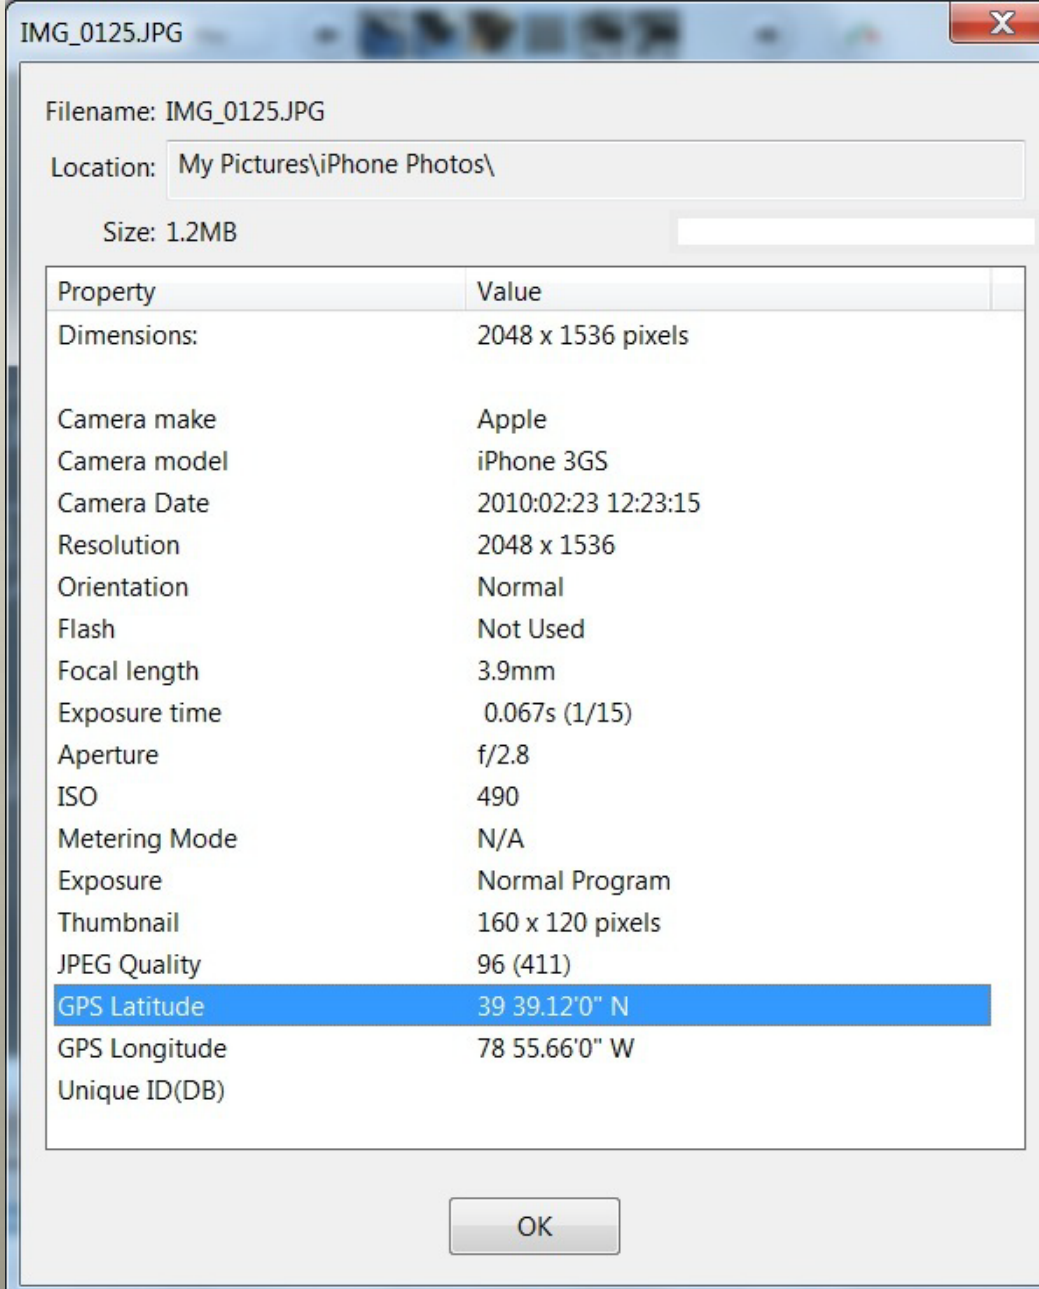 IMG_0125.JPG
Filename: IMG_0125.JPG
Location: My Pictures\iPhone Photos\
Size: 1.2MB
Property Value
Dimensions: 2048 x 1536 pixels
Camera make Apple
Camera model iPhone 3GS
Camera Date 2010:02:23 12:23:15
Resolution 2048 x 1536
Orientation Normal
Flash Not Used
Focal length 3.9mm
Exposure time 0.067s (1/15)
Aperture f/2.8
ISO 490
Metering Mode N/A
Exposure Normal Program
Thumbnail 160 x 120 pixels
JPEG Quality 96 (411)
GPS Latitude 39 39.12'0" N
GPS Longitude 78 55.66'0" W
Unique ID(DB)
OK